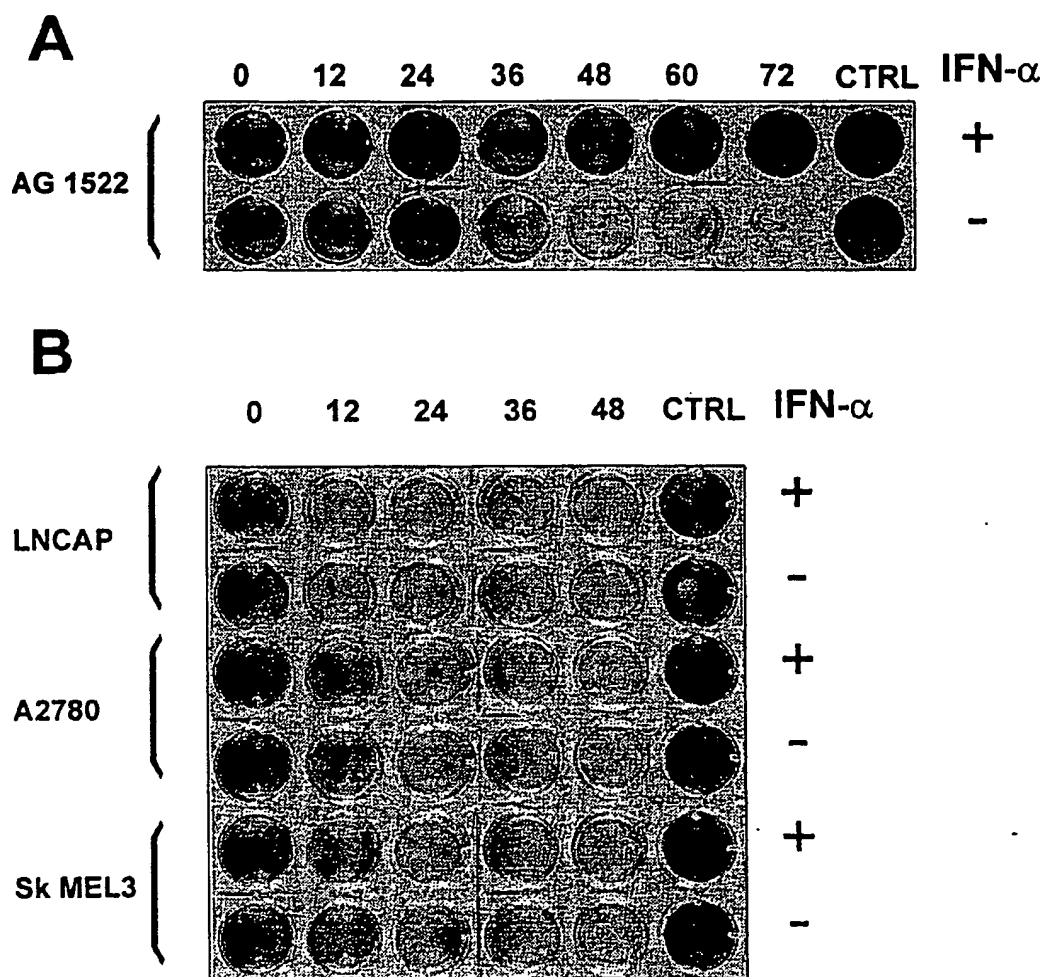 A
0 12 24 36 48 60 72 CTRL IFN-α
AG 1522
+
-
B
0 12 24 36 48 CTRL IFN-α
LNCAP
+
-
A2780
+
-
Sk MEL3
+
-